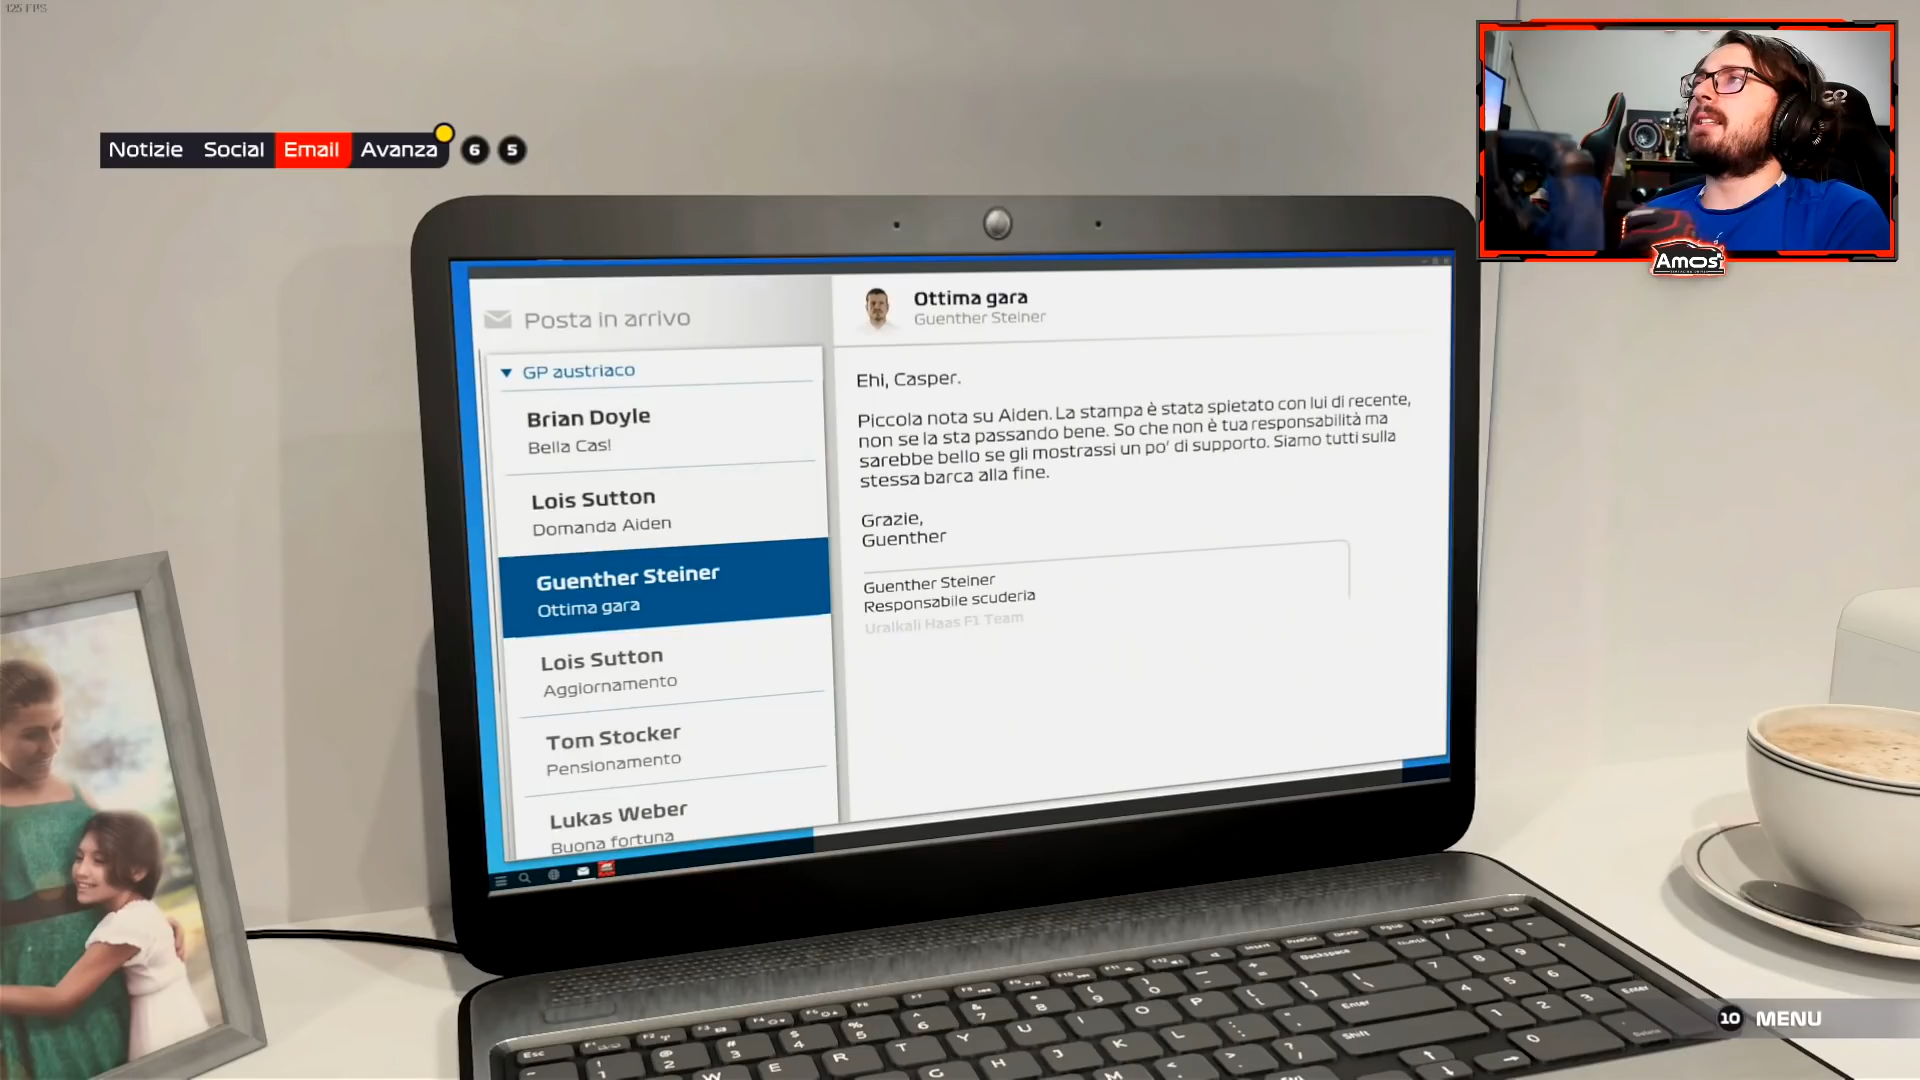 125 FPS
Notizie Social Email Avanza 6 5
Amos
Posta in arrivo
GP austriaco
Brian Doyle
Bella Cas!
Lois Sutton
Domanda Aiden
Guenther Steiner
Ottima gara
Lois Sutton
Aggiornamento
Tom Stocker
Pensionamento
Lukas Weber
Buona fortuna
Ottima gara
Guenther Steiner
Ehi, Casper.
Piccola nota su Aiden. La stampa è stata spietato con lui di recente,
non se la sta passando bene. So che non è tua responsabilità ma
sarebbe bello se gli mostrassi un po' di supporto. Siamo tutti sulla
stessa barca alla fine.
Grazie,
Guenther
Guenther Steiner
Responsabile scuderia
Uralkali Haas F1 Team
10 MENU